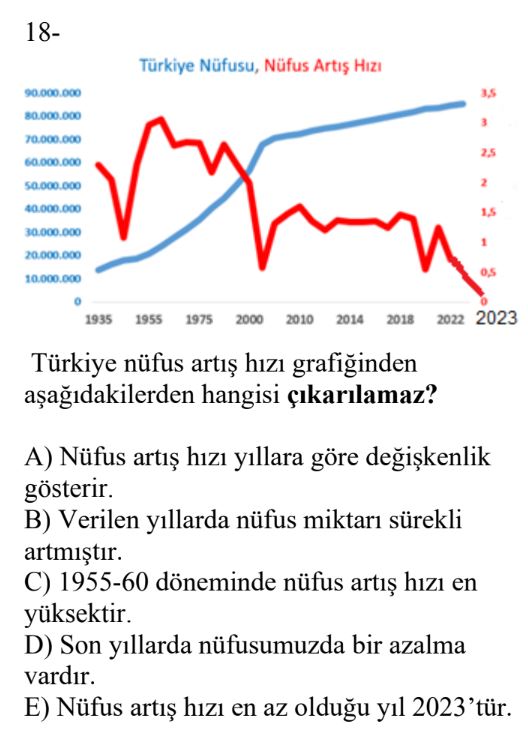 18-
Türkiye Nüfusu, Nüfus Artış Hızı
90.000.000
80.000.000
70.000.000
60.000.000
50.000.000
40.000.000
30.000.000
20.000.000
10.000.000
0
3,5
3
2,5
2
1,5
1
0,5
0
1935 1955 1975 2000 2010 2014 2018 2022 2023
Türkiye nüfus artış hızı grafiğinden
aşağıdakilerden hangisi çıkarılamaz?
A) Nüfus artış hızı yıllara göre değişkenlik
gösterir.
B) Verilen yıllarda nüfus miktarı sürekli
artmıştır.
C) 1955-60 döneminde nüfus artış hızı en
yüksektir.
D) Son yıllarda nüfusumuzda bir azalma
vardır.
E) Nüfus artış hızı en az olduğu yıl 2023’tür.